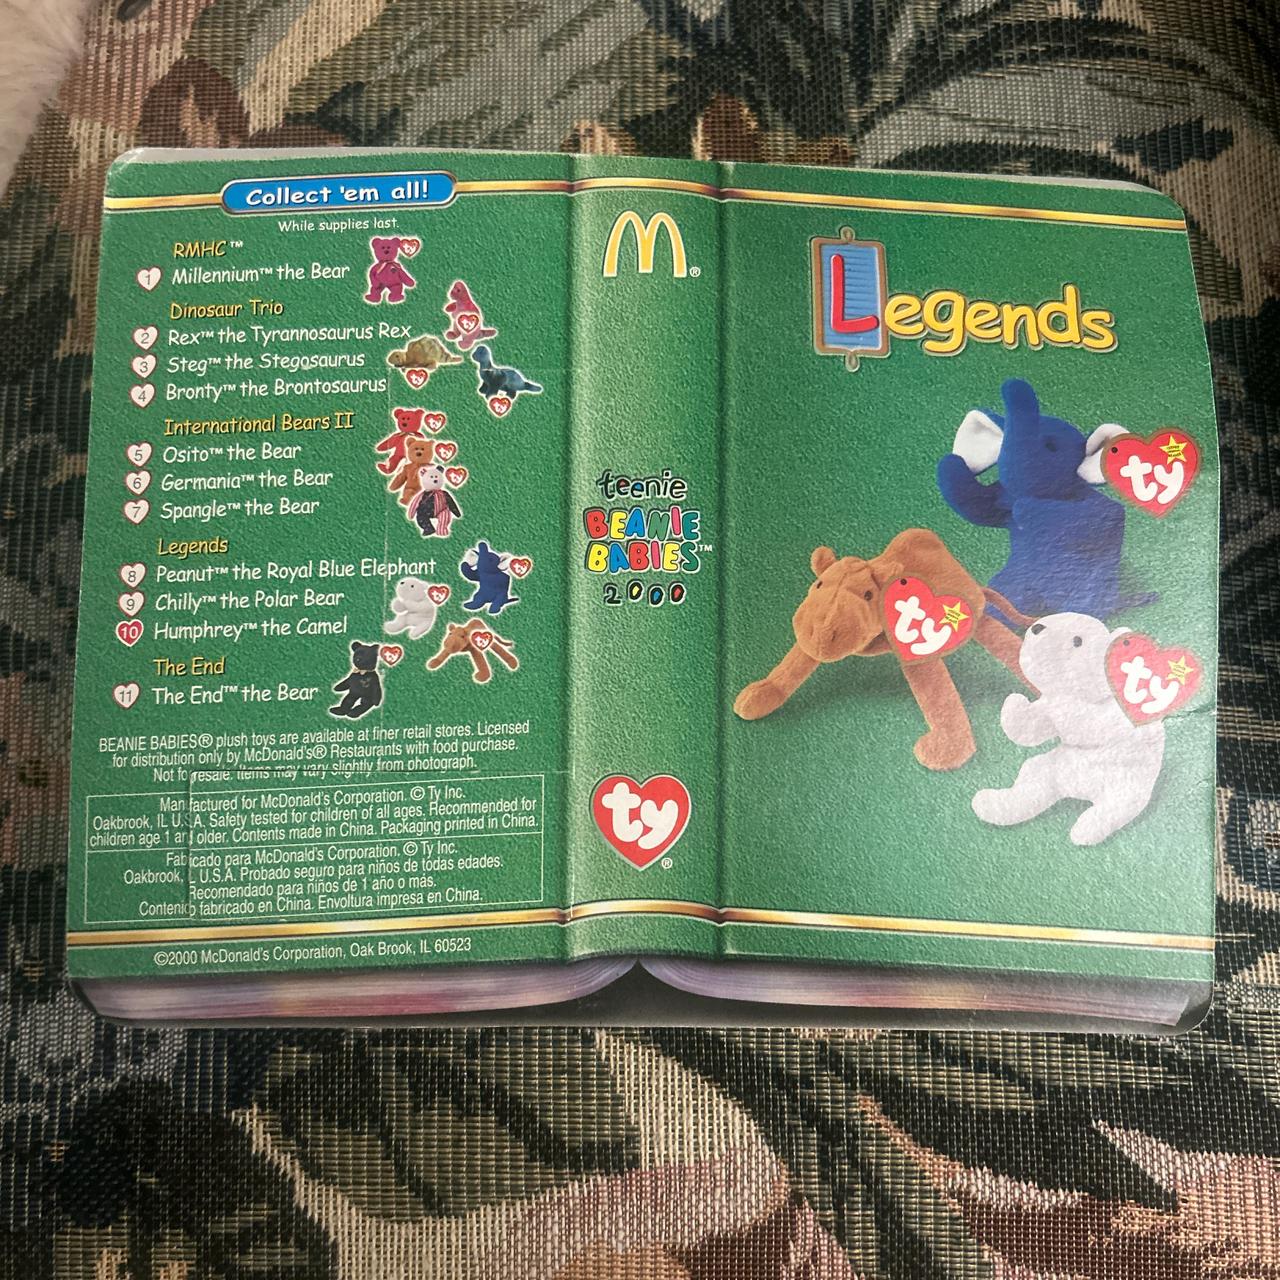 Collect 'em all!
While supplies last.
RMHC™
1 Millennium™ the Bear
Dinosaur Trio
2 Rex™ the Tyrannosaurus Rex
3 Steg™ the Stegosaurus
4 Bronty™ the Brontosaurus
International Bears II
5 Osito™ the Bear
6 Germania™ the Bear
7 Spangle™ the Bear
Legends
8 Peanut™ the Royal Blue Elephant
9 Chilly™ the Polar Bear
10 Humphrey™ the Camel
The End
11 The End™ the Bear
BEANIE BABIES® plush toys are available at finer retail stores. Licensed
for distribution only by McDonald's® Restaurants with food purchase.
Not for resale. Items may vary slightly from photograph.
Manufactured for McDonald's Corporation. © Ty Inc.
Oakbrook, IL U.S.A. Safety tested for children of all ages. Recommended for
children age 1 and older. Contents made in China. Packaging printed in China.
Fabricado para McDonald's Corporation, © Ty Inc.
Oakbrook, IL U.S.A. Probado seguro para niños de todas edades.
Recomendado para niños de 1 año o más.
Contenido fabricado en China. Envoltura impresa en China.
©2000 McDonald's Corporation, Oak Brook, IL 60523
M®
teenie
BEANIE
BABIES™
2000
ty®
Legends
ty
ty
ty